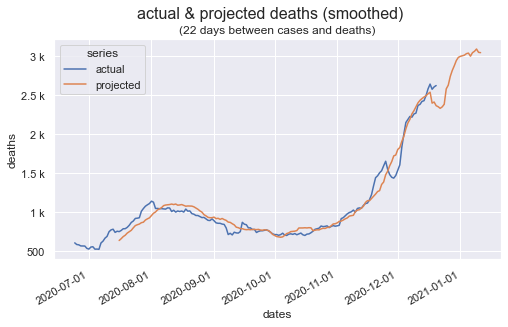 actual & projected deaths (smoothed)
(22 days between cases and deaths)
series
actual
projected
3 k
2.5 k
2 k
1.5 k
1 k
500
deaths
2020-07-01
2020-08-01
2020-09-01
2020-10-01
2020-11-01
2020-12-01
2021-01-01
dates